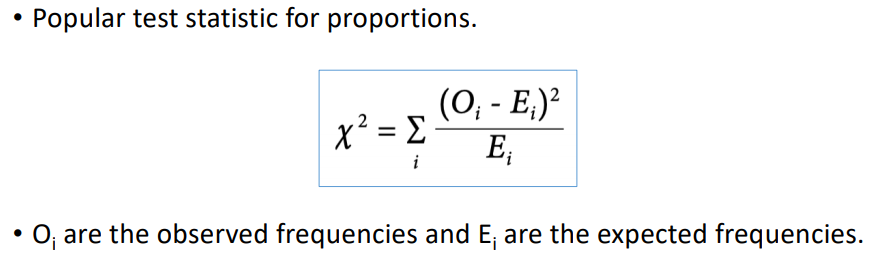 • Popular test statistic for proportions.
χ² = Σ (Oᵢ - Eᵢ)²
Eᵢ
i
• Oᵢ are the observed frequencies and Eᵢ are the expected frequencies.